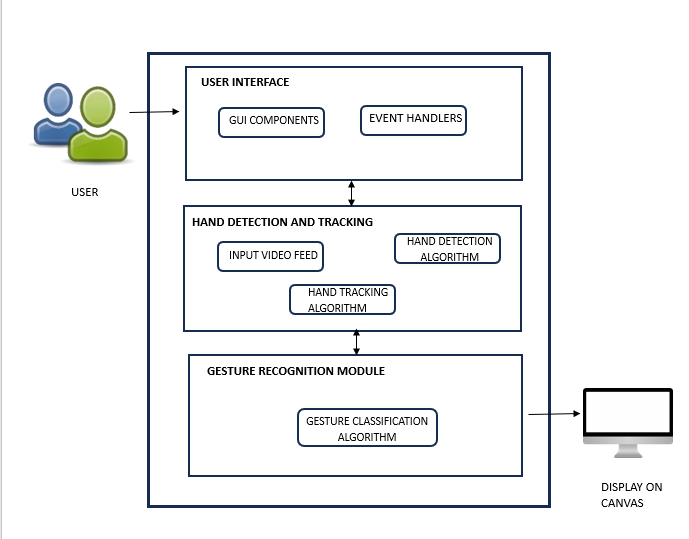 USER INTERFACE
GUI COMPONENTS
EVENT HANDLERS
USER
HAND DETECTION AND TRACKING
INPUT VIDEO FEED
HAND DETECTION
ALGORITHM
HAND TRACKING
ALGORITHM
GESTURE RECOGNITION MODULE
GESTURE CLASSIFICATION
ALGORITHM
DISPLAY ON
CANVAS